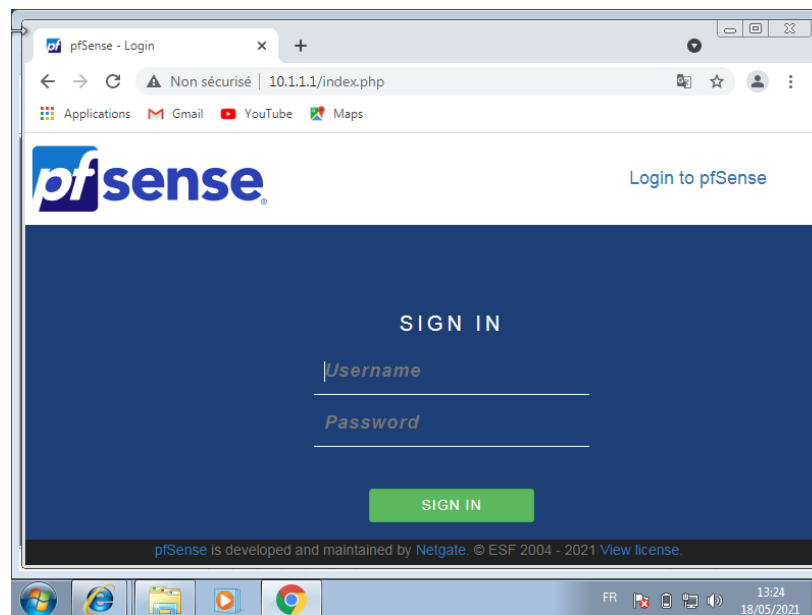 pfSense - Login
Non sécurisé | 10.1.1.1/index.php
Applications Gmail YouTube Maps
pfsense®
Login to pfSense
SIGN IN
Username
Password
SIGN IN
pfSense is developed and maintained by Netgate. © ESF 2004 - 2021 View license.
FR 13:24
18/05/2021